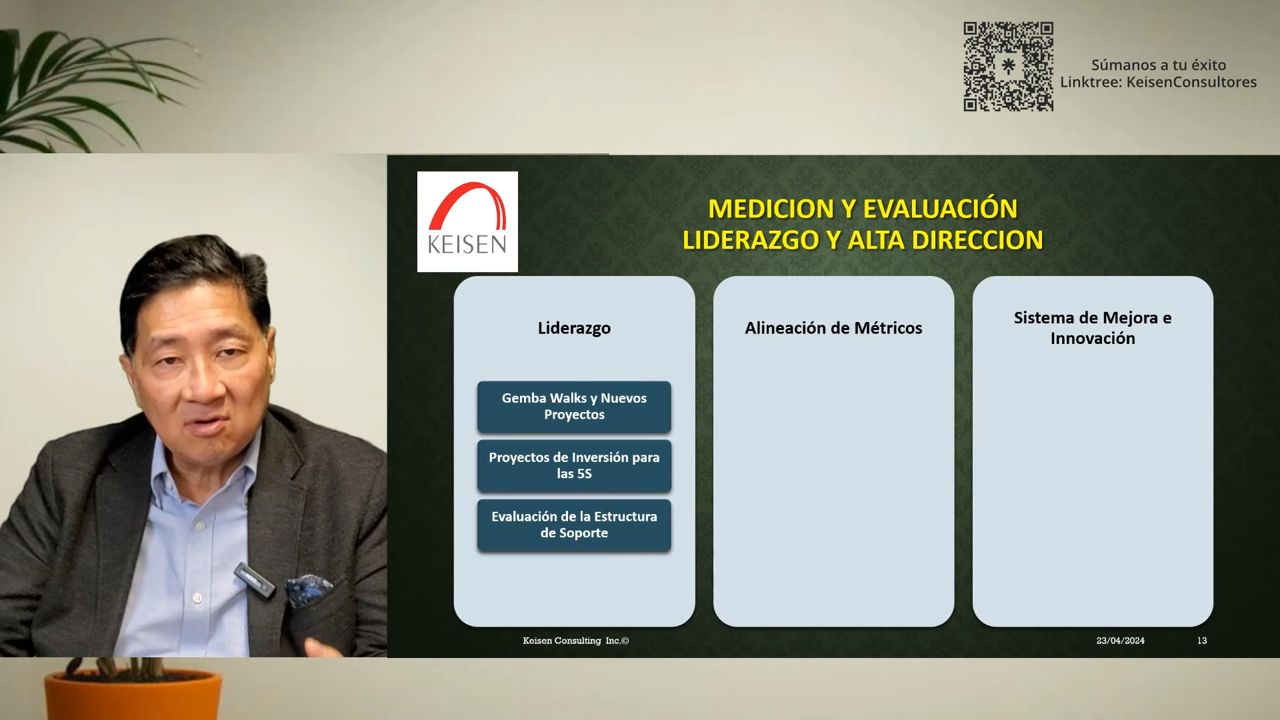 Súmanos a tu éxito
Linktree: KeisenConsultores
KEISEN
MEDICION Y EVALUACIÓN
LIDERAZGO Y ALTA DIRECCION
Liderazgo
Gemba Walks y Nuevos
Proyectos
Proyectos de Inversión para
las 5S
Evaluación de la Estructura
de Soporte
Alineación de Métricos
Sistema de Mejora e
Innovación
Keisen Consulting Inc.©
23/04/2024
13